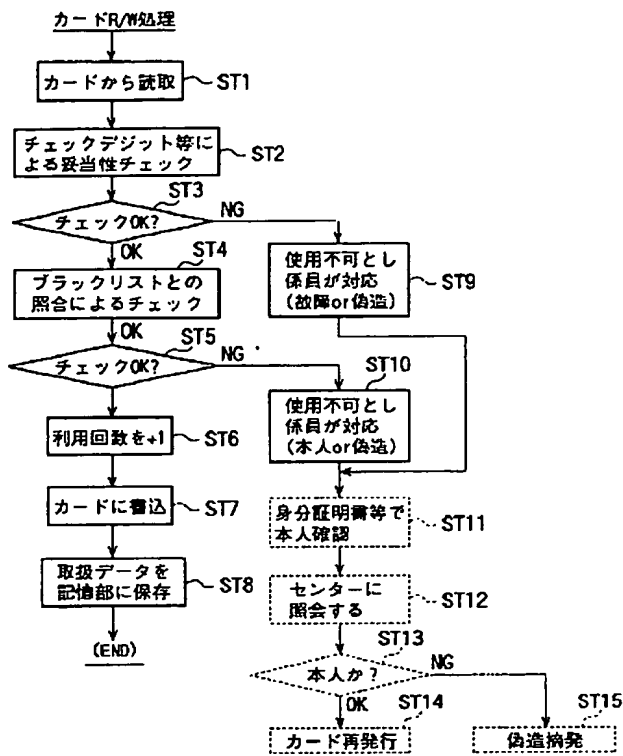 カードR/W処理
カードから読取
ST1
チェックデジット等に
よる妥当性チェック
ST2
ST3
チェックOK?
NG
OK
ST4
ブラックリストとの
照合によるチェック
使用不可とし
係員が対応
(故障or偽造)
ST9
OK
ST5
チェックOK?
NG
ST10
使用不可とし
係員が対応
(本人or偽造)
利用回数を+1
ST6
カードに書込
ST7
取扱データを
記憶部に保存
ST8
(END)
身分証明書等で
本人確認
ST11
センターに
照会する
ST12
ST13
本人か?
NG
OK
ST14
カード再発行
ST15
偽造摘発